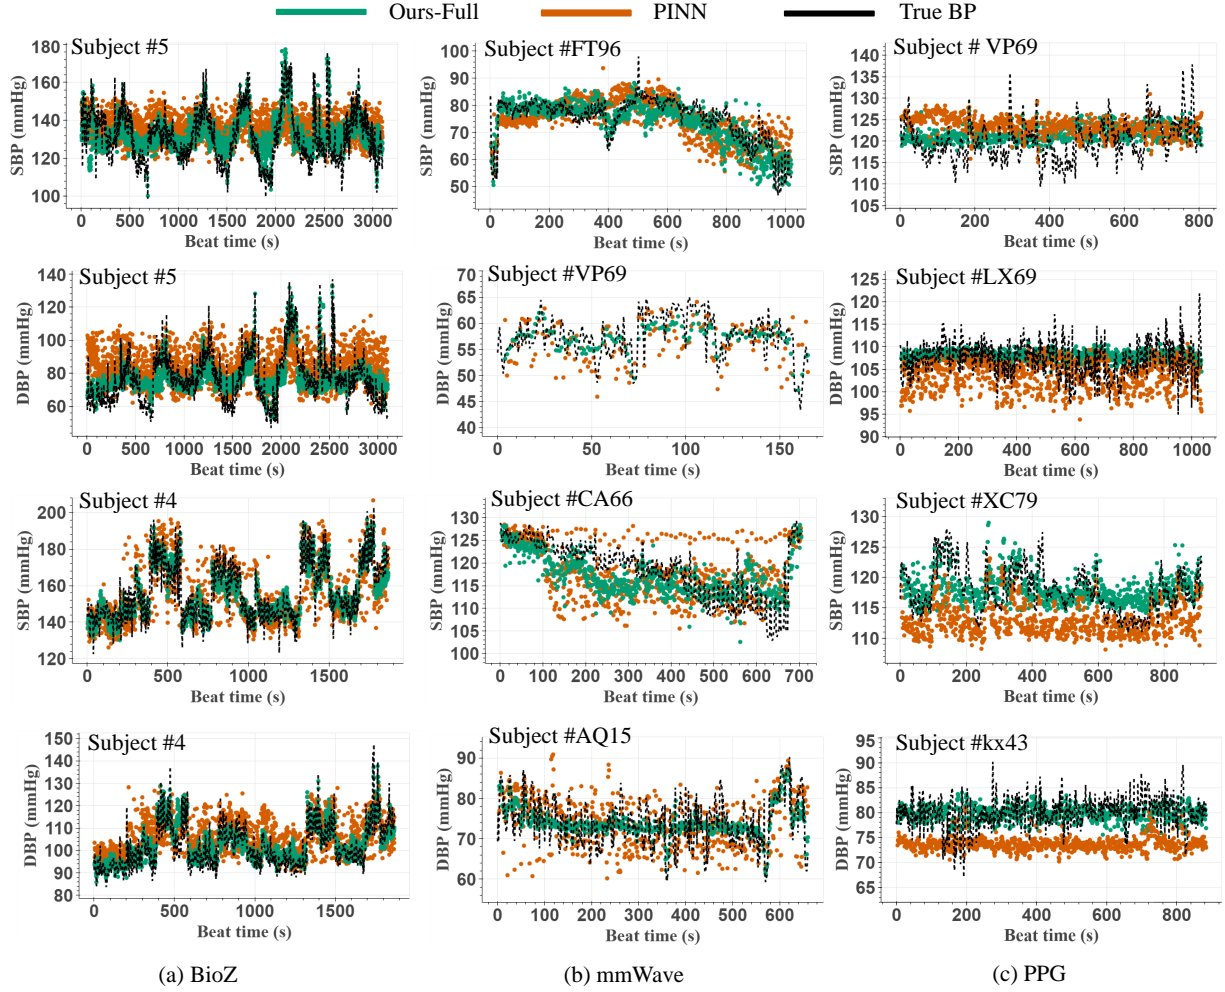 Ours-Full PINN True BP
Subject #5
SBP (mmHg)
180
160
140
120
100
0 500 1000 1500 2000 2500 3000
Beat time (s)
Subject #FT96
SBP (mmHg)
100
90
80
70
60
50
0 200 400 600 800 1000
Beat time (s)
Subject # VP69
SBP (mmHg)
140
135
130
125
120
115
110
105
0 200 400 600 800
Beat time (s)
Subject #5
DBP (mmHg)
140
120
100
80
60
0 500 1000 1500 2000 2500 3000
Beat time (s)
Subject #VP69
DBP (mmHg)
70
65
60
55
50
45
40
0 50 100 150
Beat time (s)
Subject #LX69
DBP (mmHg)
125
120
115
110
105
100
95
90
0 200 400 600 800 1000
Beat time (s)
Subject #4
SBP (mmHg)
200
180
160
140
120
0 500 1000 1500
Beat time (s)
Subject #CA66
SBP (mmHg)
130
125
120
115
110
105
100
0 100 200 300 400 500 600 700
Beat time (s)
Subject #XC79
SBP (mmHg)
130
125
120
115
110
0 200 400 600 800
Beat time (s)
Subject #4
DBP (mmHg)
150
140
130
120
110
100
90
80
0 500 1000 1500
Beat time (s)
Subject #AQ15
DBP (mmHg)
90
80
70
60
0 100 200 300 400 500 600
Beat time (s)
Subject #kx43
DBP (mmHg)
95
90
85
80
75
70
65
0 200 400 600 800
Beat time (s)
(a) BioZ
(b) mmWave
(c) PPG